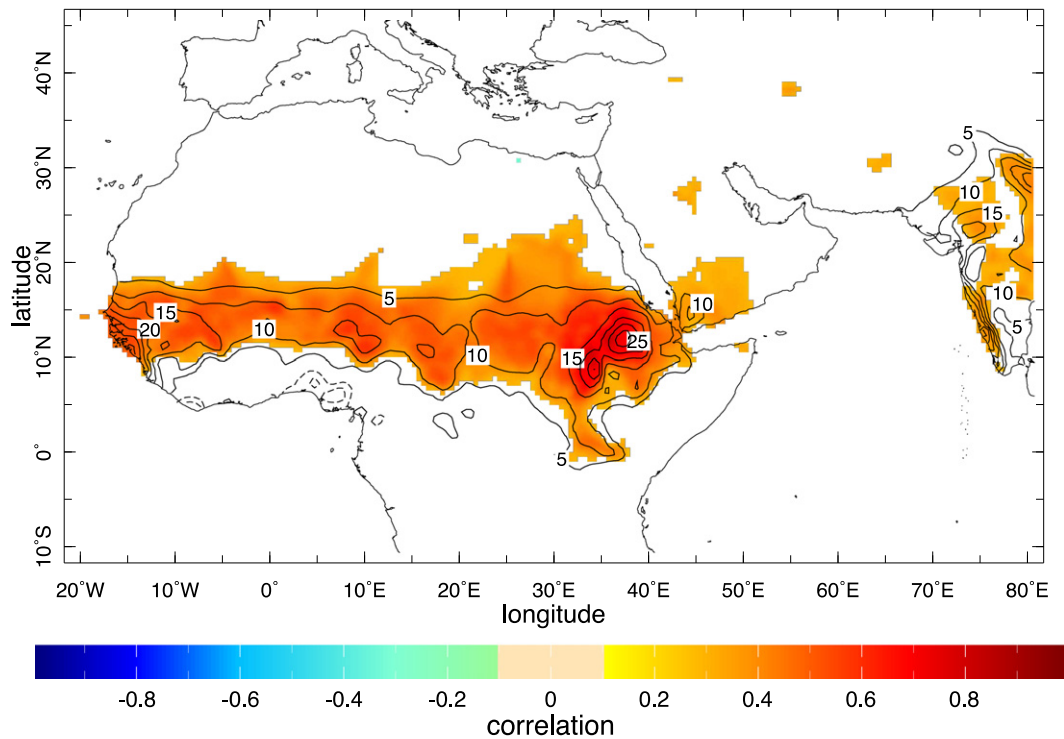 40°N
30°N
20°N
10°N
0°
10°S
latitude
5
10
15
10
5
5
10
15
20
10
10
15
25
5
20°W
10°W
0°
10°E
20°E
30°E
40°E
50°E
60°E
70°E
80°E
longitude
-0.8
-0.6
-0.4
-0.2
0
0.2
0.4
0.6
0.8
correlation